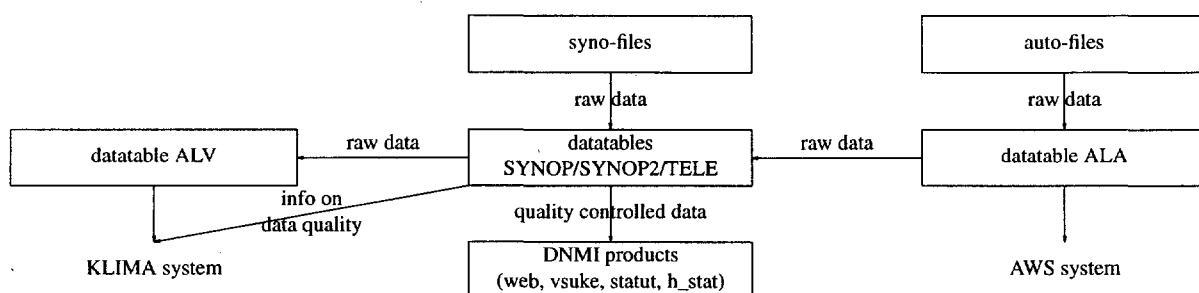 syno-files
auto-files
raw data
raw data
datatable ALV
raw data
datatables
SYNOP/SYNOP2/TELE
raw data
datatable ALA
info on
data quality
quality controlled data
KLIMA system
DNMI products
(web, vsuke, statut, h_stat)
AWS system